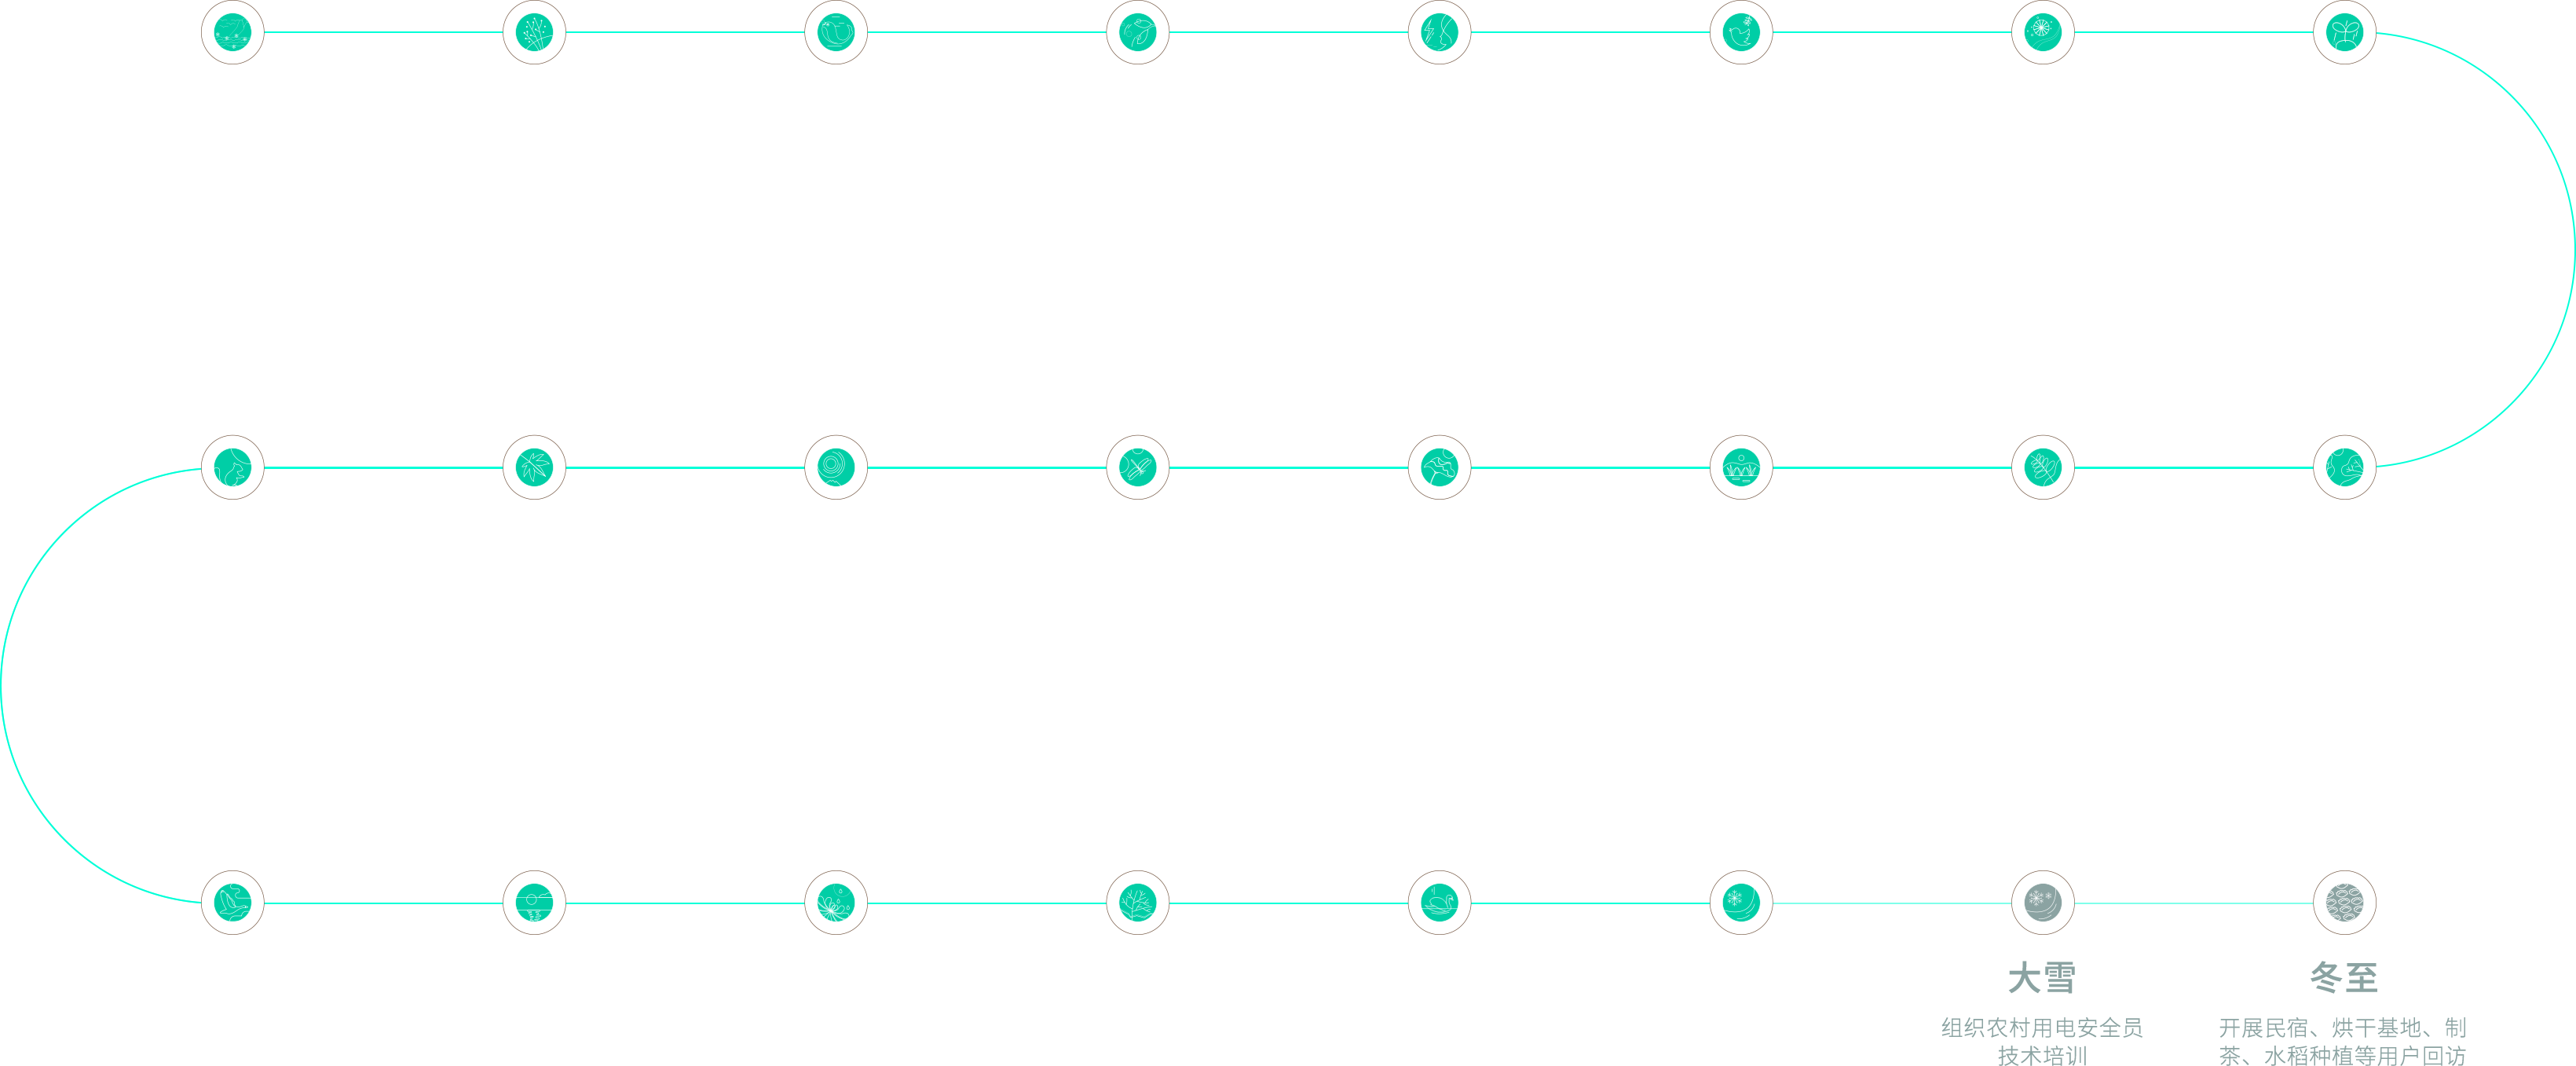 大雪
组织农村用电安全员
技术培训
冬至
开展民宿、烘干基地、制
茶、水稻种植等用户回访